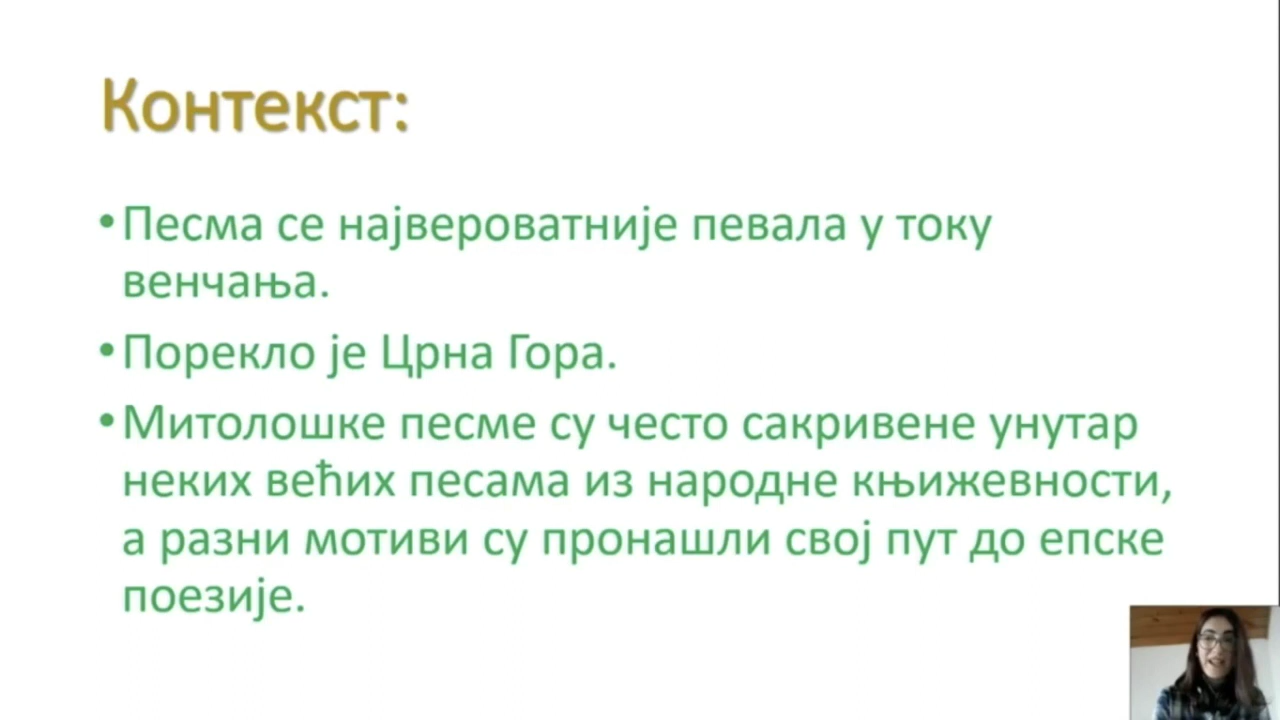 Контекст:
•Песма се највероватније певала у току
венчања.
•Порекло је Црна Гора.
•Митолошке песме су често сакривене унутар
неких већих песама из народне књижевности,
а разни мотиви су пронашли свој пут до епске
поезије.